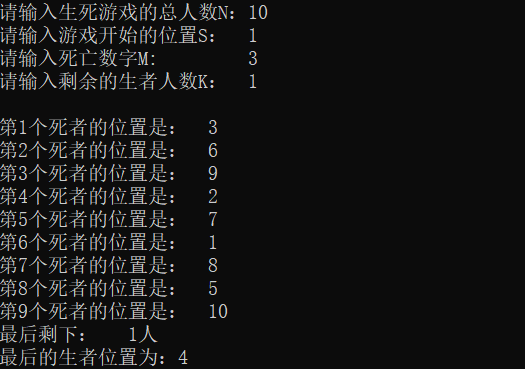 请输入生死游戏的总人数N：10
请输入游戏开始的位置S： 1
请输入死亡数字M: 3
请输入剩余的生者人数K： 1
第1个死者的位置是： 3
第2个死者的位置是： 6
第3个死者的位置是： 9
第4个死者的位置是： 2
第5个死者的位置是： 7
第6个死者的位置是： 1
第7个死者的位置是： 8
第8个死者的位置是： 5
第9个死者的位置是： 10
最后剩下： 1人
最后的生者位置为：4